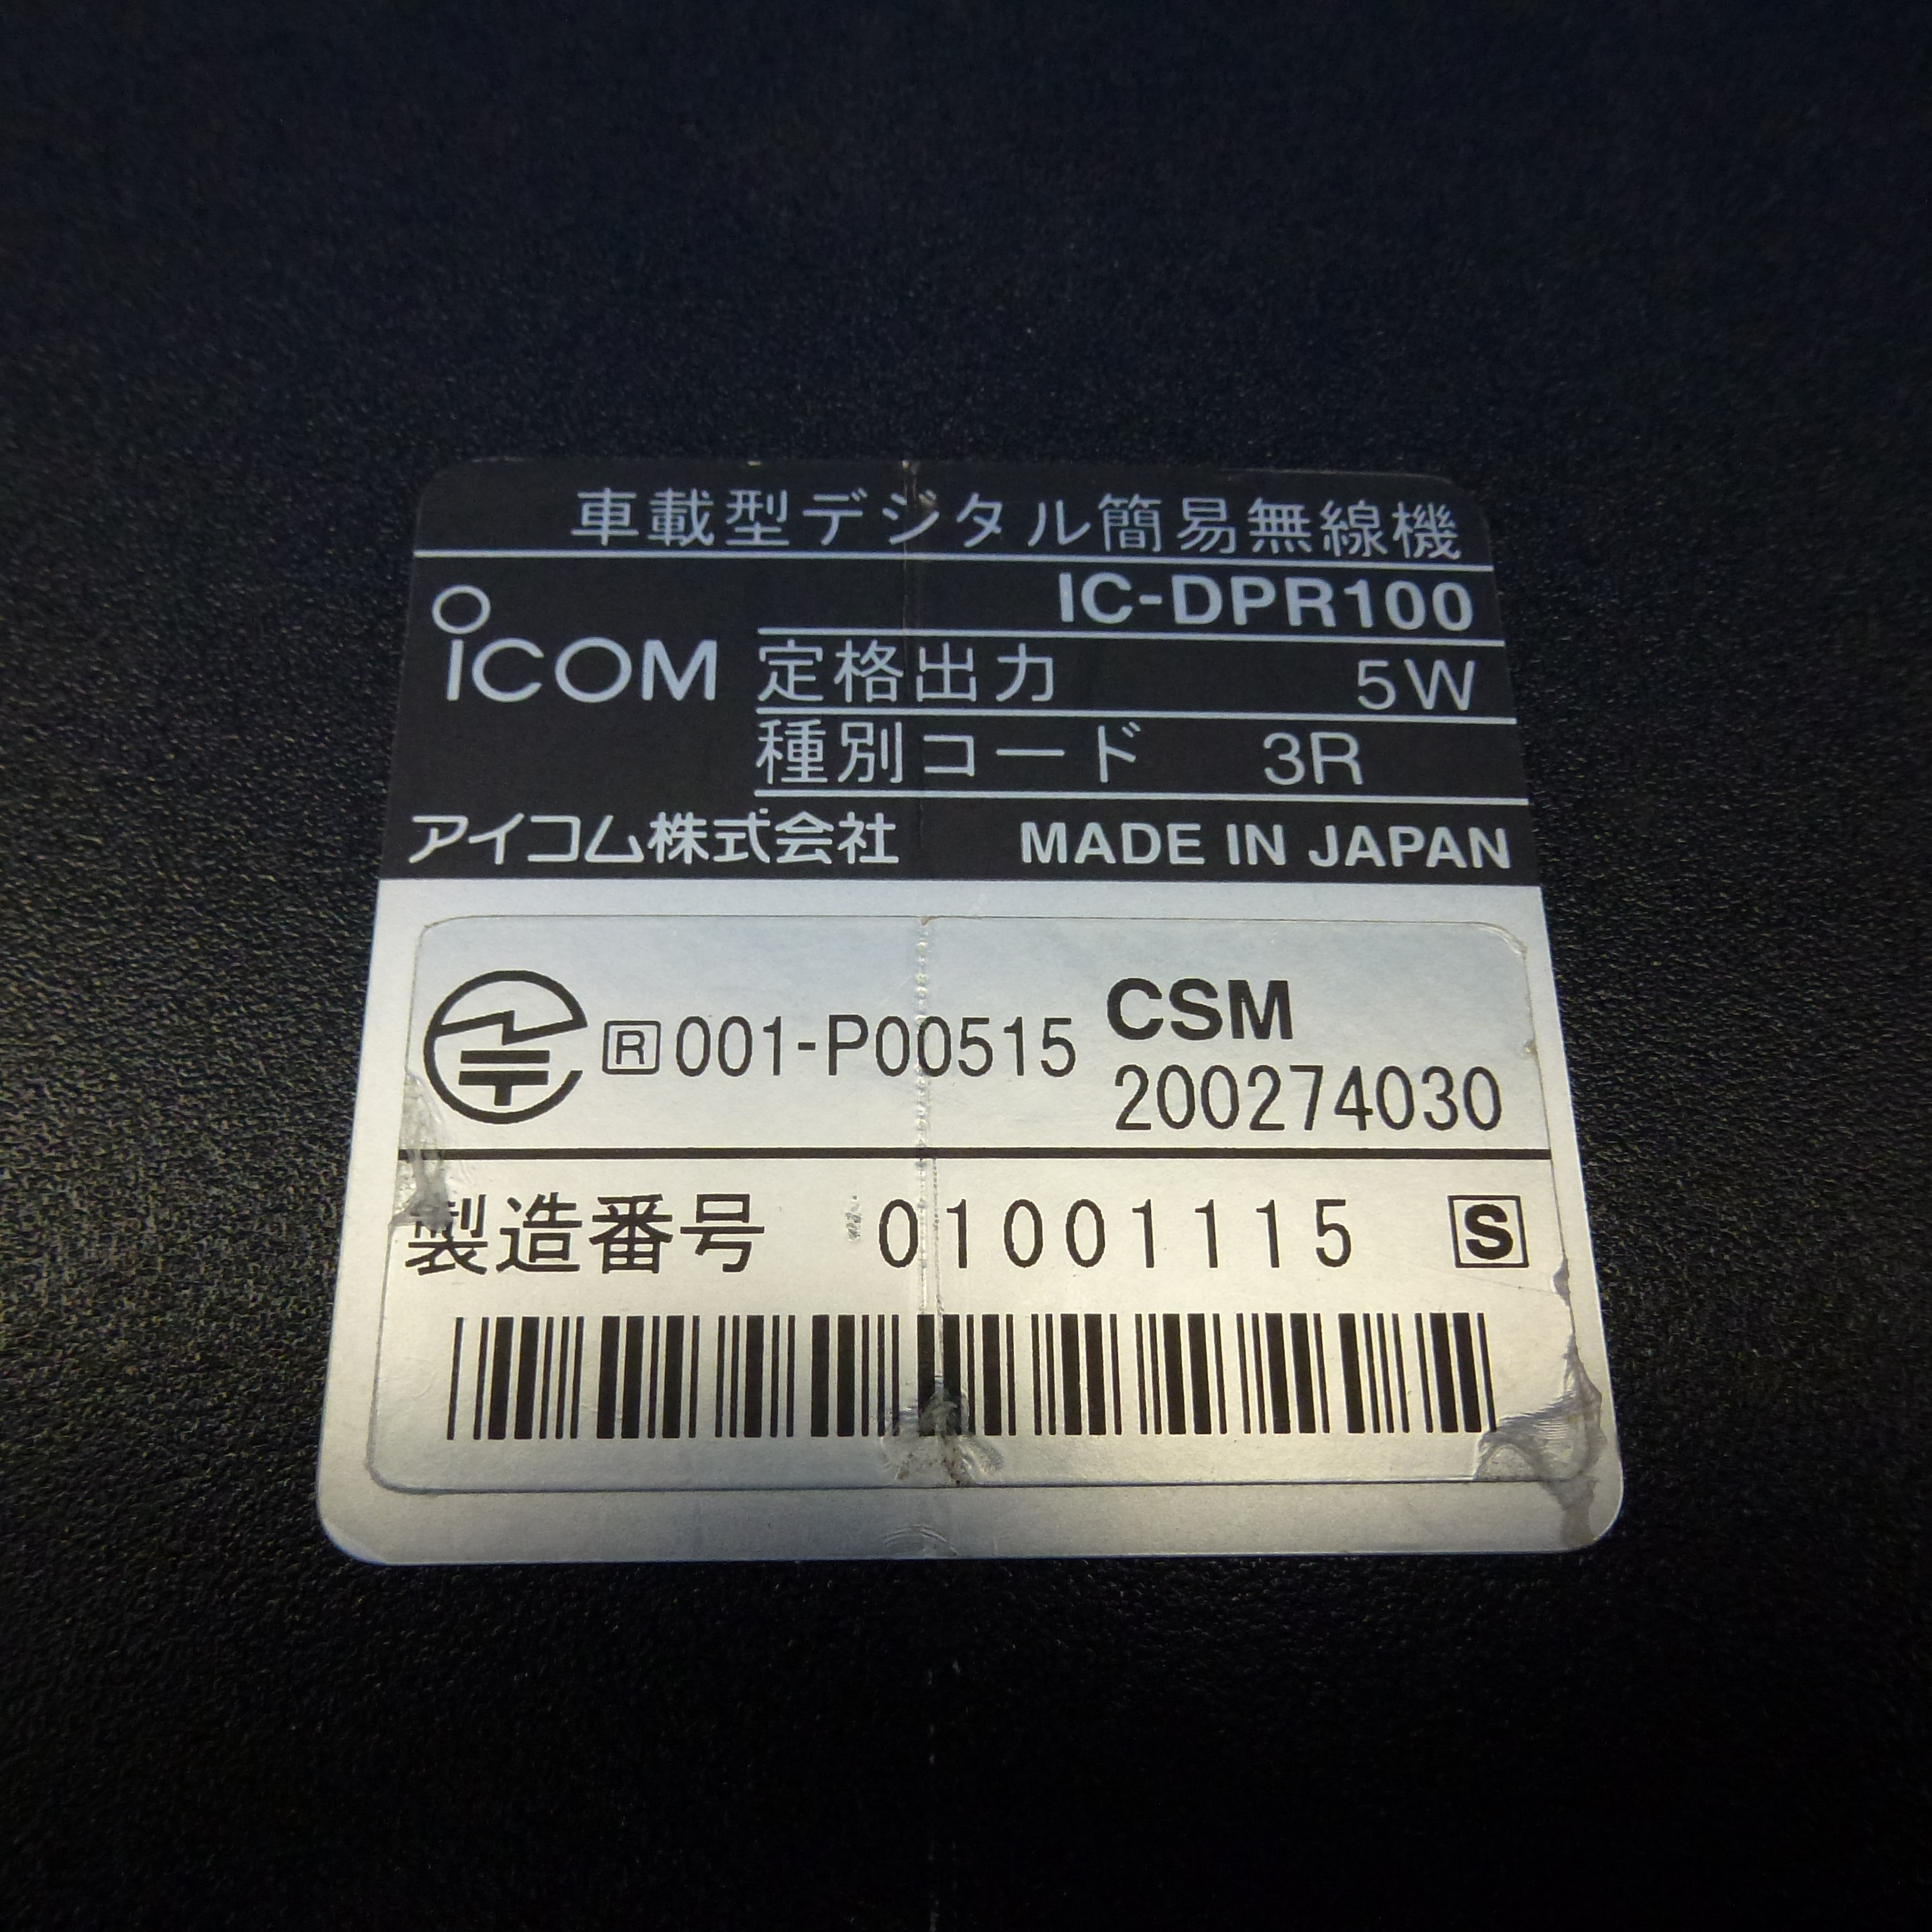 車載型デジタル簡易無線機
IC-DPR100
ICOM
定格出力 5W
種別コード 3R
アイコム株式会社 MADE IN JAPAN
R 001-P00515 CSM
200274030
製造番号 01001115 S